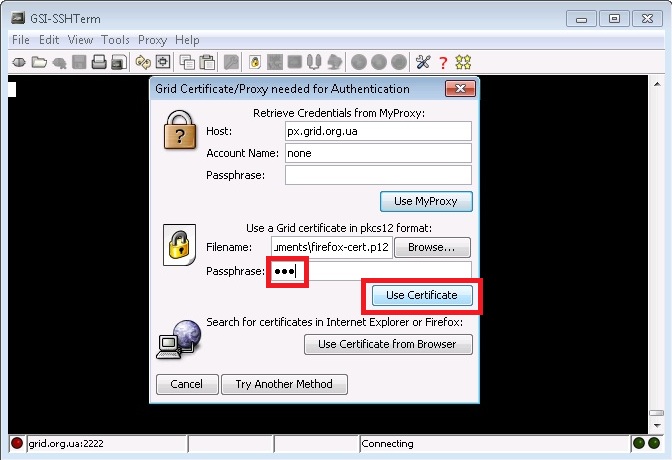 GSI-SSHTerm
File Edit View Tools Proxy Help
Grid Certificate/Proxy needed for Authentication
Retrieve Credentials from MyProxy:
Host: px.grid.org.ua
Account Name: none
Passphrase:
Use MyProxy
Use a Grid certificate in pkcs12 format:
Filename: uments\firefox-cert.p12 Browse...
Passphrase: •••
Use Certificate
Search for certificates in Internet Explorer or Firefox:
Use Certificate from Browser
Cancel Try Another Method
grid.org.ua:2222 Connecting